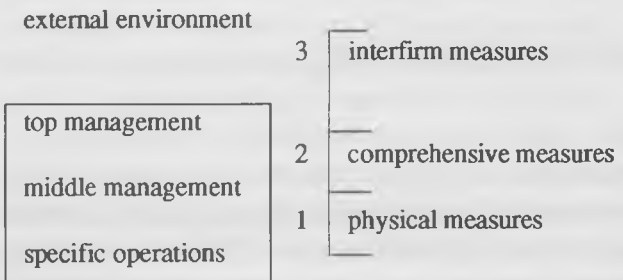 external environment
3 interfirm measures
top management
2 comprehensive measures
middle management
1 physical measures
specific operations